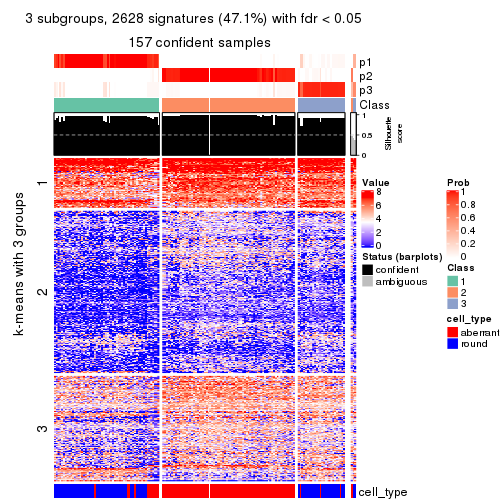 3 subgroups, 2628 signatures (47.1%) with fdr < 0.05
157 confident samples
p1
p2
p3
Class
1
0.5
0
Silhouette
score
k-means with 3 groups
1
2
3
cell_type
Value
8
6
4
2
0
Status (barplots)
confident
ambiguous
Prob
1
0.8
0.6
0.4
0.2
0
Class
1
2
3
cell_type
aberrant
round